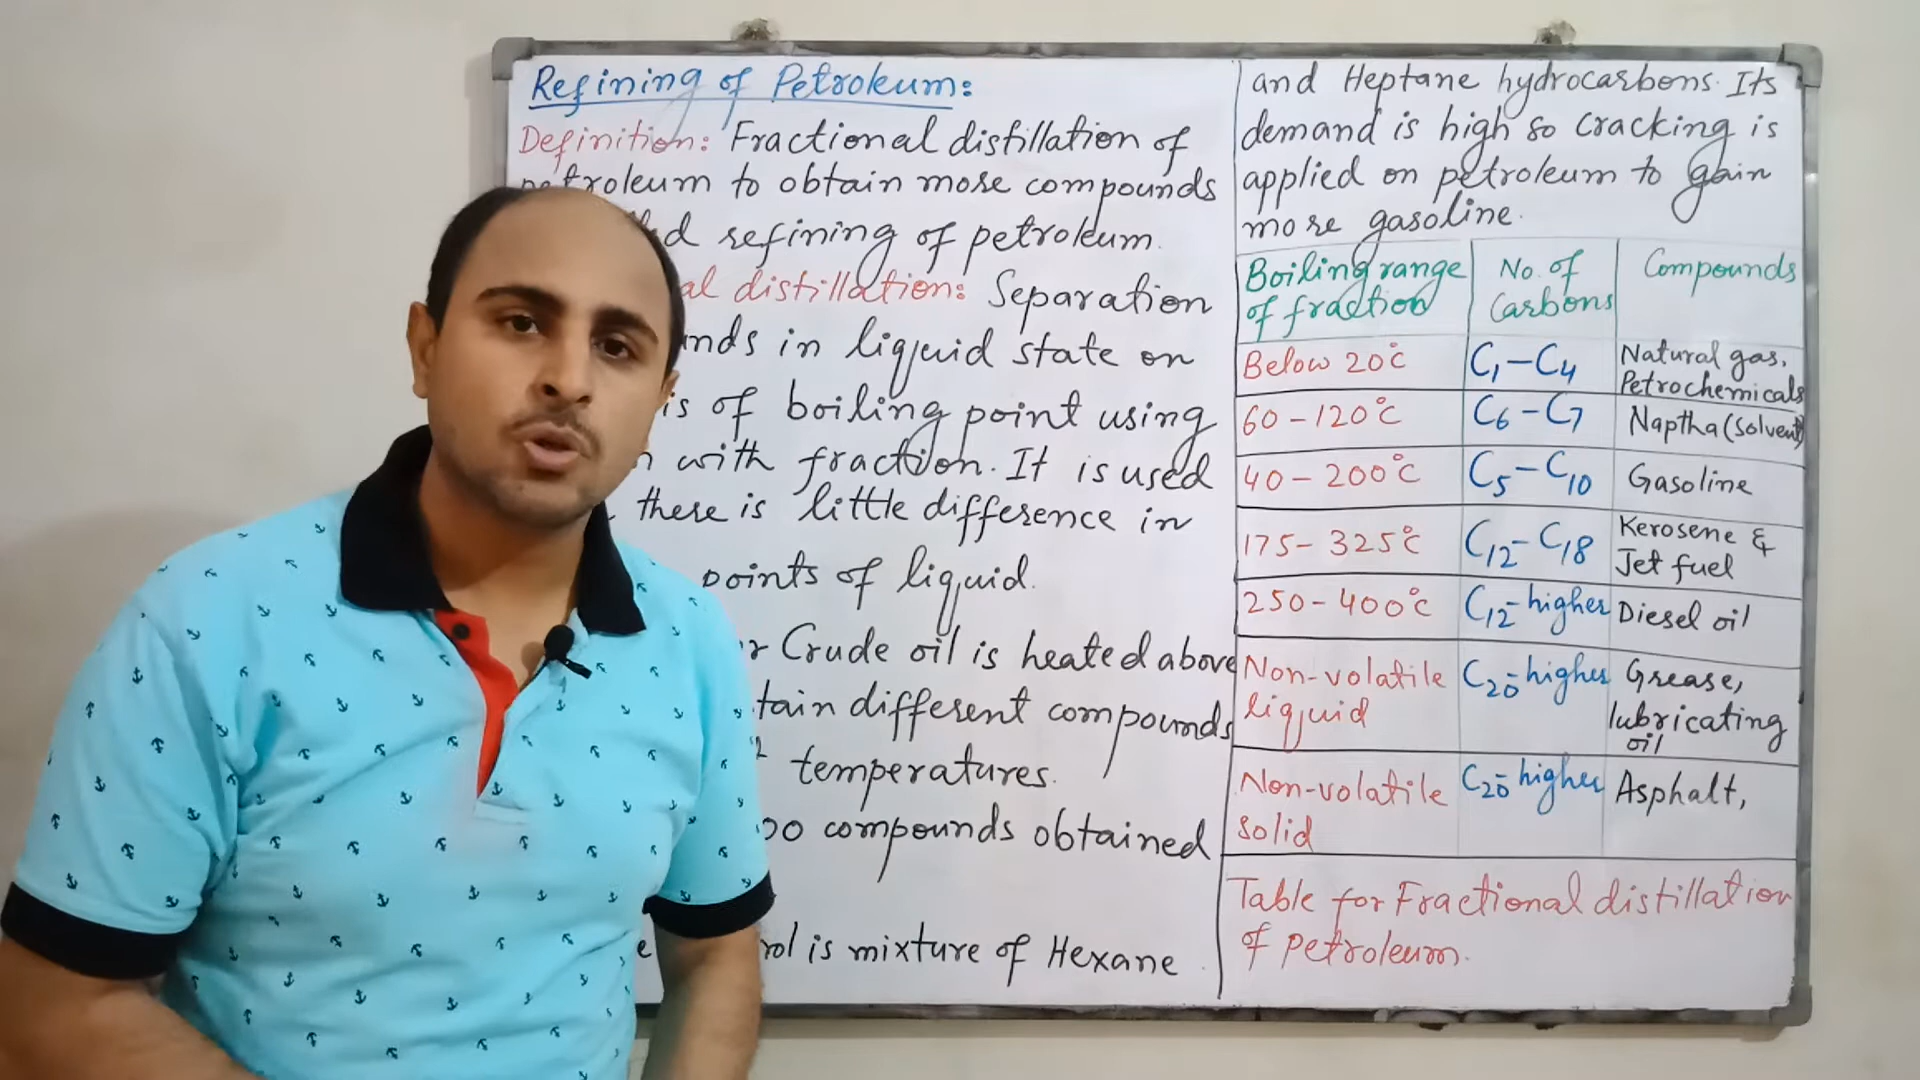 Refining of Petroleum:
Definition: Fractional distillation of
petroleum to obtain more compounds
refining of petroleum.
distillation: Separation
in liquid state on
of boiling point using
with fraction. It is used
there is little difference in
points of liquid.
Crude oil is heated above
different compounds
temperatures.
compounds obtained
is mixture of Hexane
and Heptane hydrocarbons. Its
demand is high so cracking is
applied on petroleum to gain
more gasoline.
Boiling range of fraction No. of Carbons Compounds
Below 20°C C1-C4 Natural gas, Petrochemicals
60-120°C C6-C7 Naptha (solvent)
40-200°C C5-C10 Gasoline
175-325°C C12-C18 Kerosene & Jet fuel
250-400°C C12-higher Diesel oil
Non-volatile liquid C20-higher Grease, lubricating oil
Non-volatile solid C20-higher Asphalt,
Table for Fractional distillation
of petroleum.